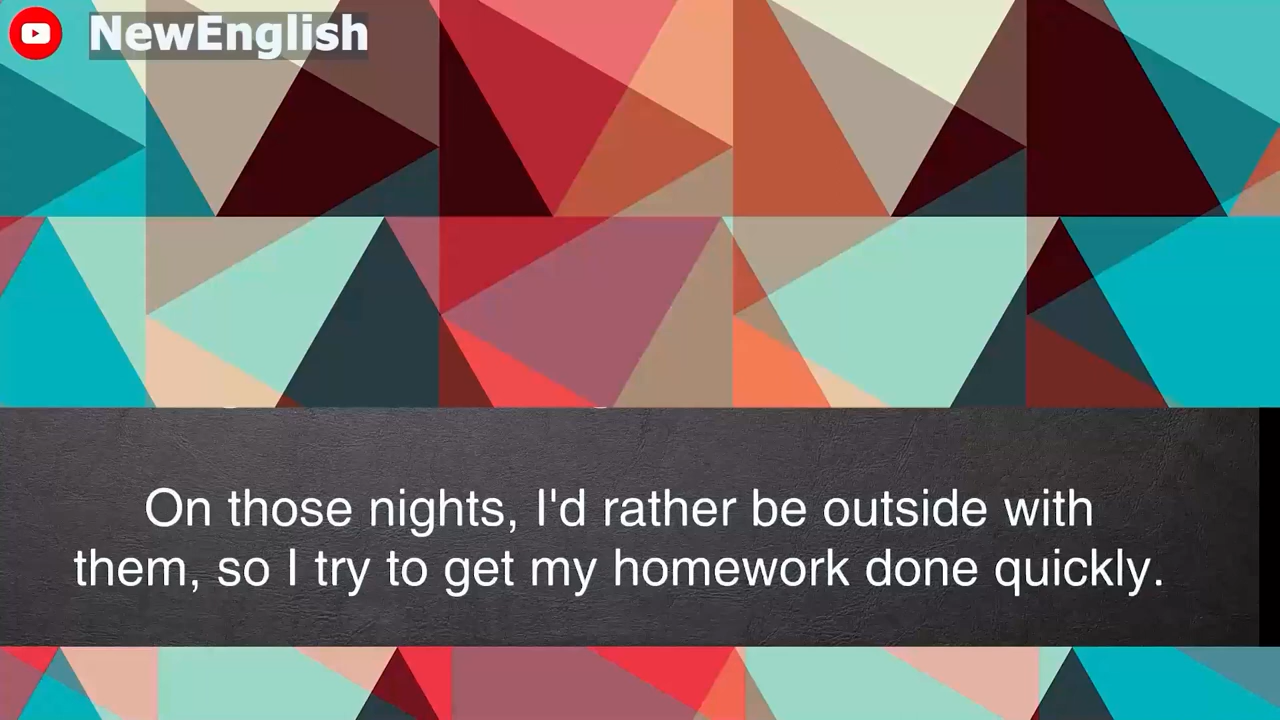 NewEnglish
On those nights, I'd rather be outside with
them, so I try to get my homework done quickly.